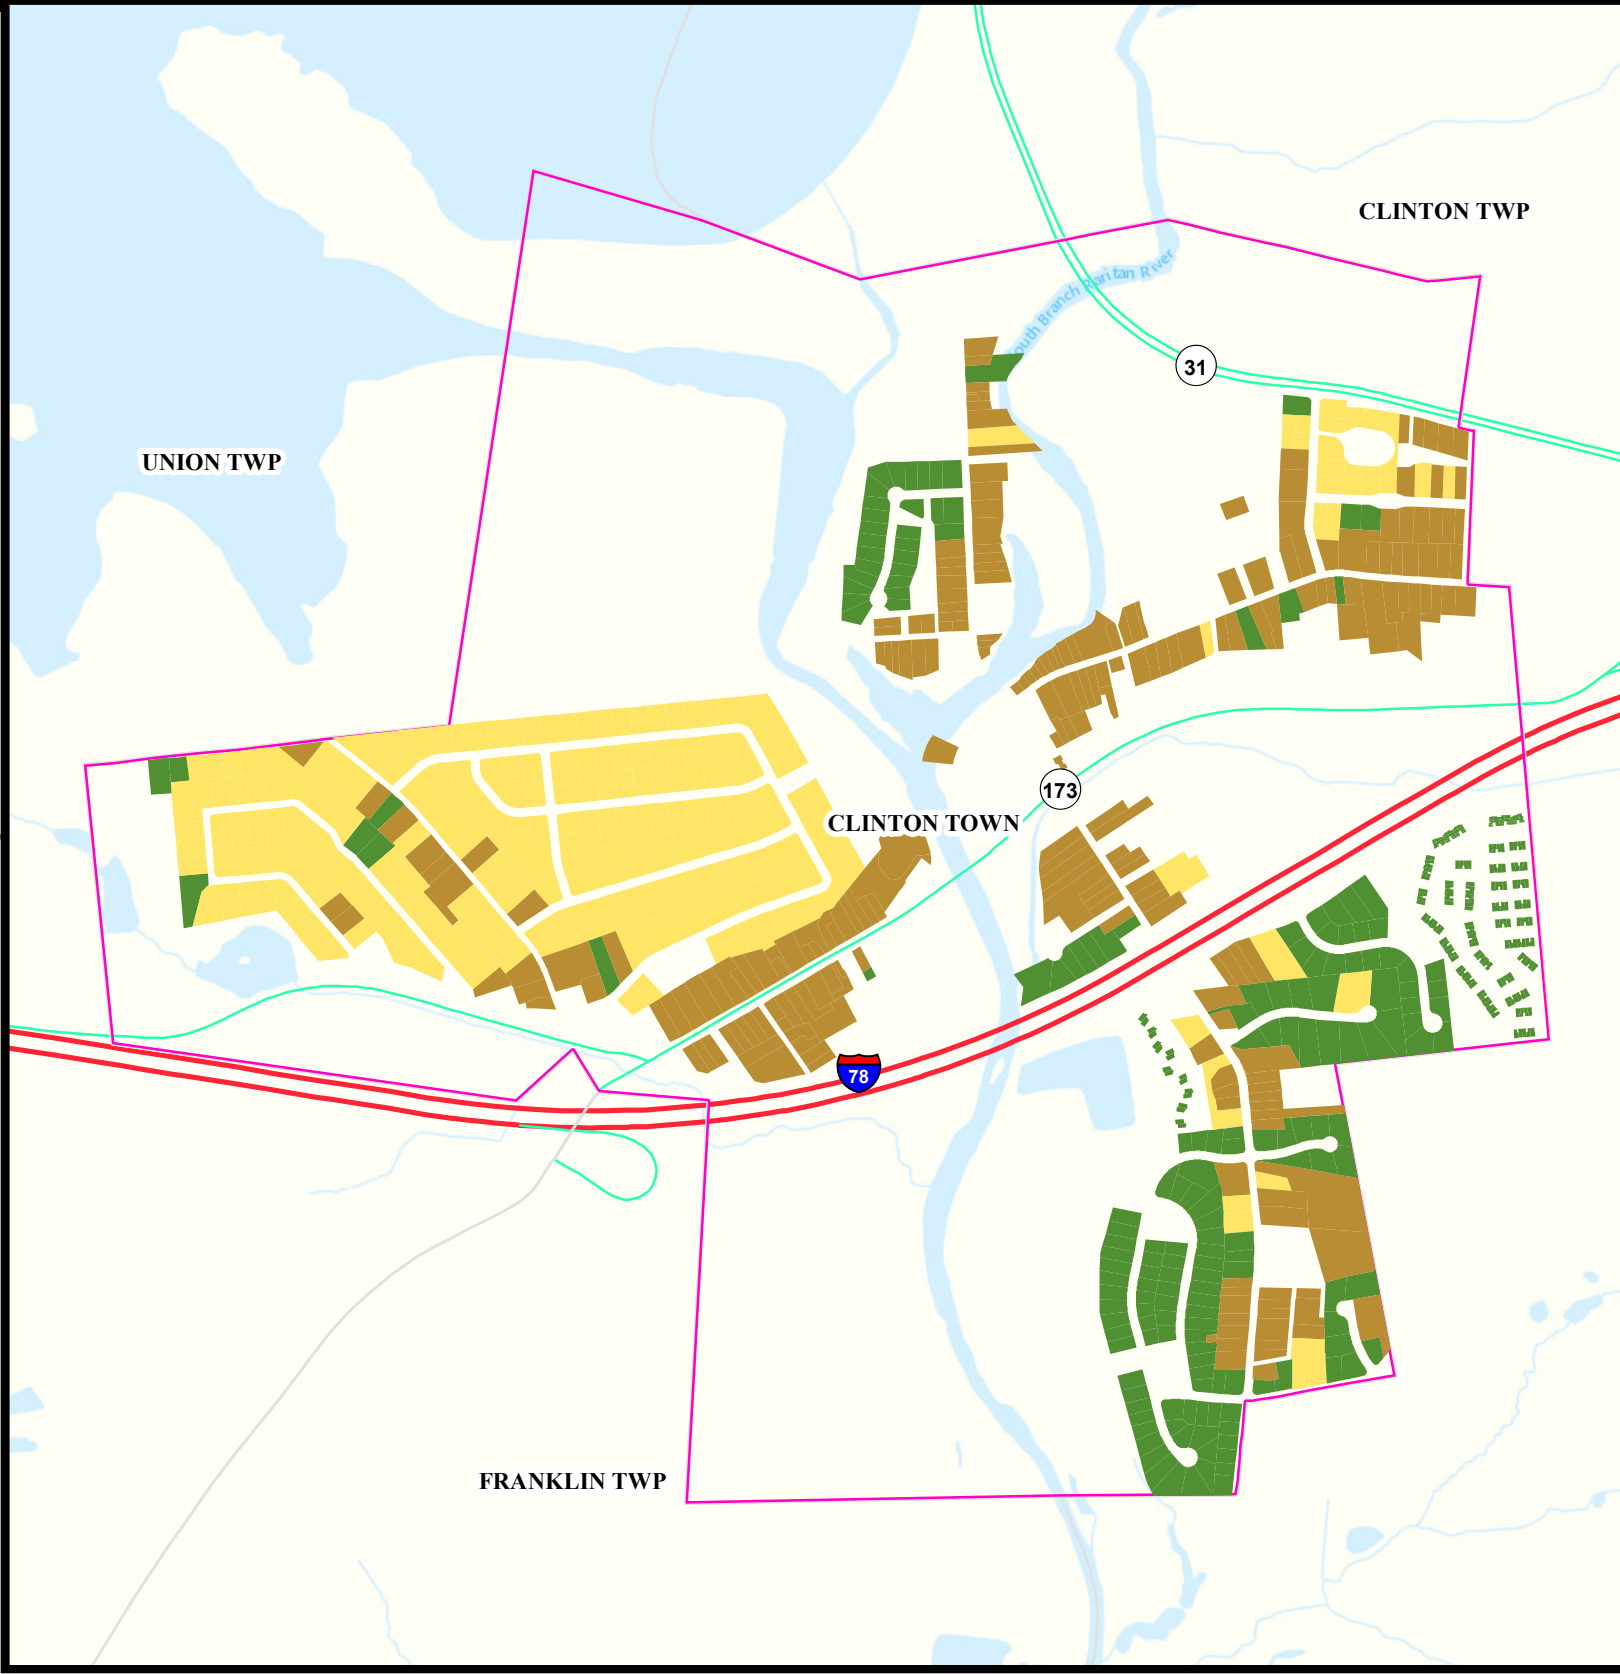 CLINTON TWP
South Branch Raritan River
31
UNION TWP
173
CLINTON TOWN
78
FRANKLIN TWP